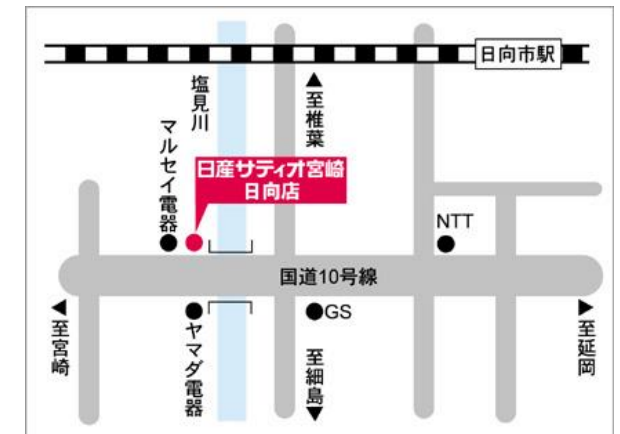 日向市駅
塩見川
至椎葉
マルセイ電器
日産サティオ宮崎
日向店
NTT
国道10号線
至宮崎
ヤマダ電器
GS
至細島
至延岡